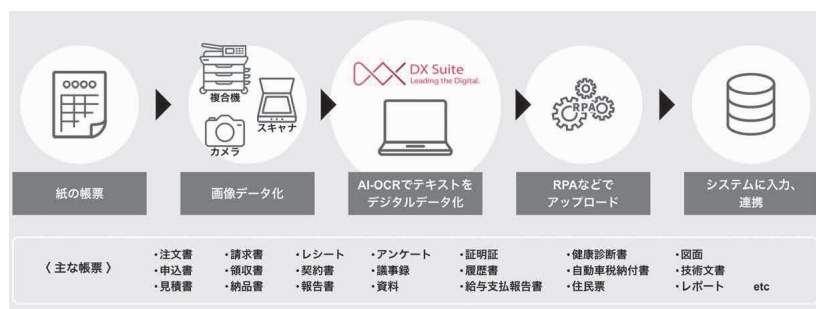 DX Suite
Leading the Digital.
複合機
スキャナ
カメラ
RPA
紙の帳票
画像データ化
AI-OCRでテキストを
デジタルデータ化
RPAなどで
アップロード
システムに入力、
連携
〈 主な帳票 〉
・注文書 ・請求書 ・レシート ・アンケート ・証明証 ・健康診断書 ・図面
・申込書 ・領収書 ・契約書 ・議事録 ・履歴書 ・自動車税納付書 ・技術文書
・見積書 ・納品書 ・報告書 ・資料 ・給与支払報告書 ・住民票 ・レポート etc